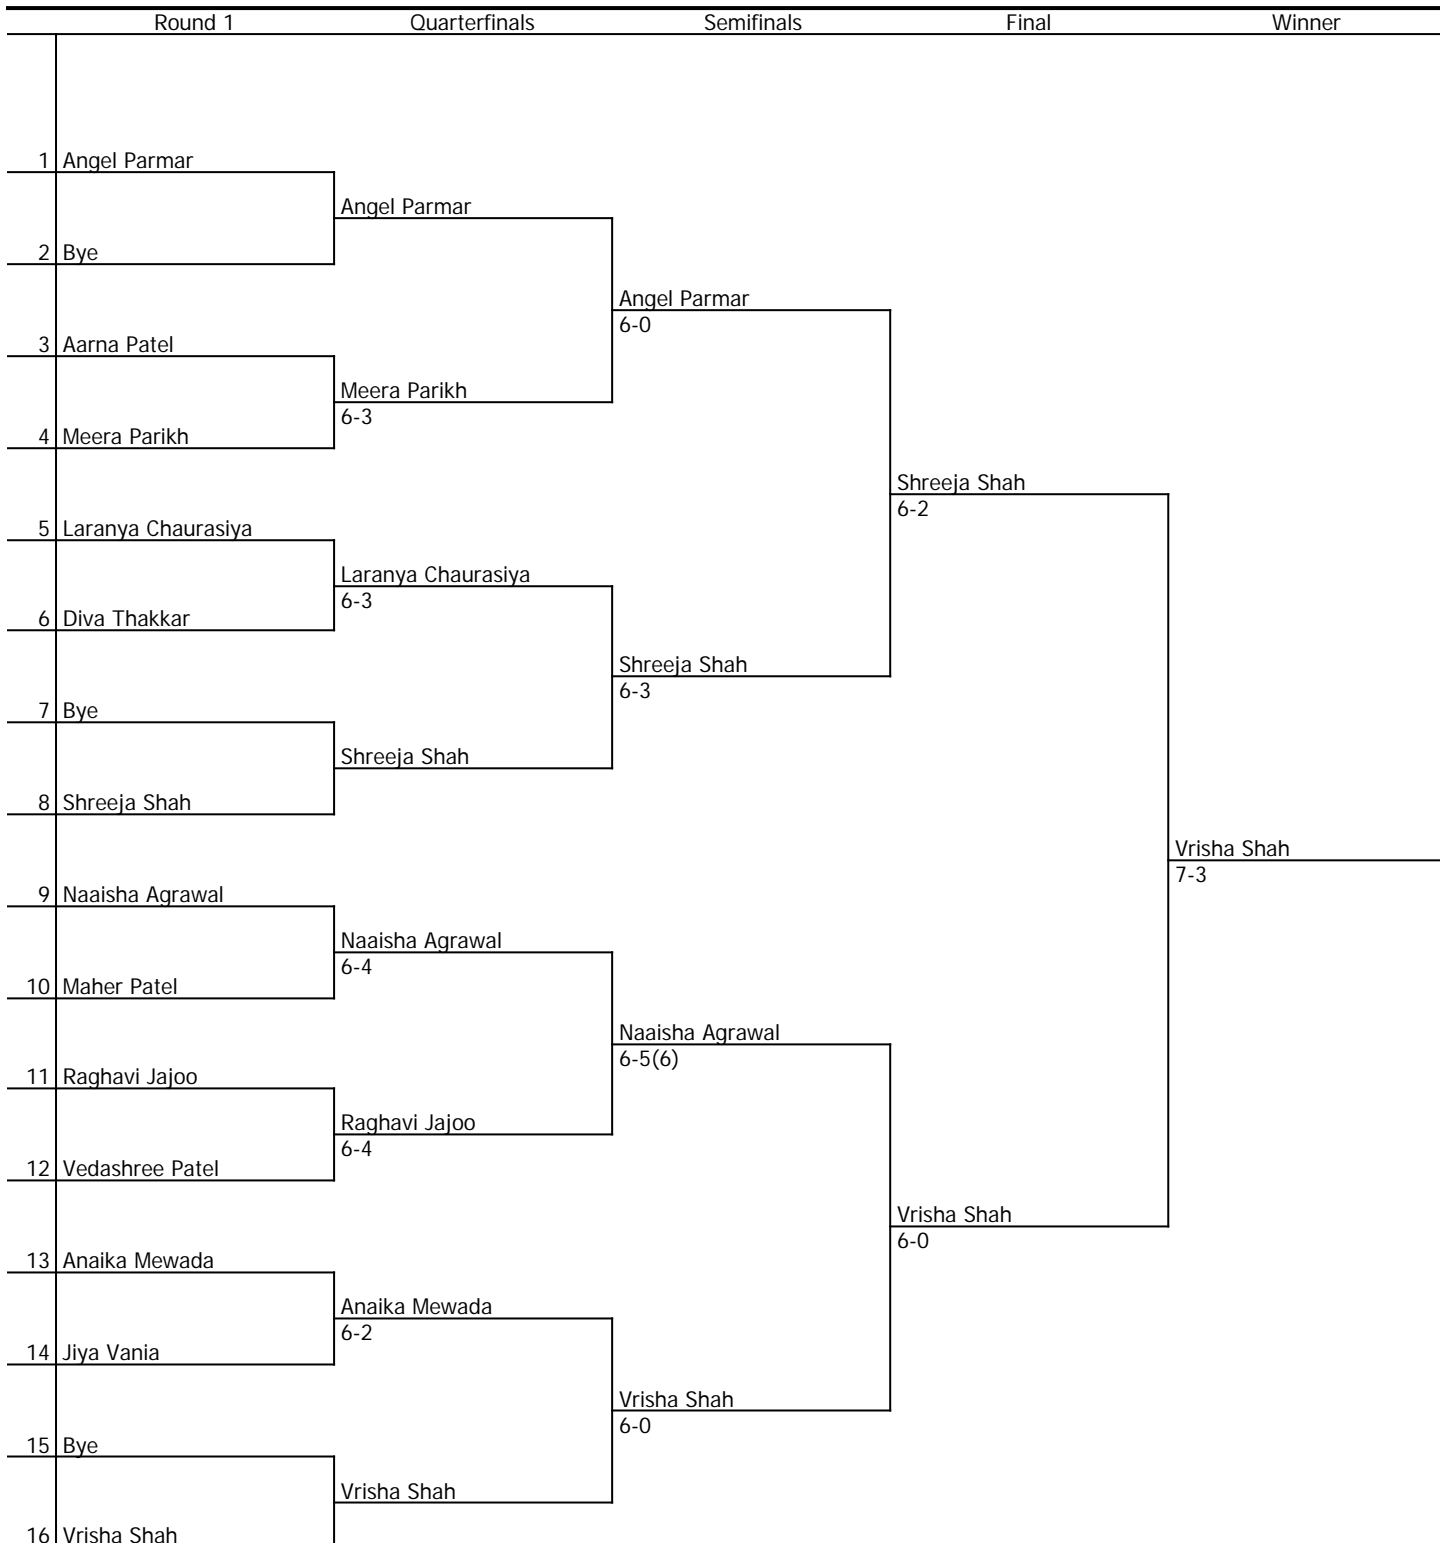 Round 1 Quarterfinals Semifinals Final Winner
1 Angel Parmar
Angel Parmar
2 Bye
Angel Parmar
6-0
3 Aarna Patel
Meera Parikh
6-3
4 Meera Parikh
Shreeja Shah
6-2
5 Laranya Chaurasiya
Laranya Chaurasiya
6-3
6 Diva Thakkar
Shreeja Shah
6-3
7 Bye
Shreeja Shah
8 Shreeja Shah
Vrisha Shah
7-3
9 Naaisha Agrawal
Naaisha Agrawal
6-4
10 Maher Patel
Naaisha Agrawal
6-5(6)
11 Raghavi Jajoo
Raghavi Jajoo
6-4
12 Vedashree Patel
Vrisha Shah
6-0
13 Anaika Mewada
Anaika Mewada
6-2
14 Jiya Vania
Vrisha Shah
6-0
15 Bye
Vrisha Shah
16 Vrisha Shah